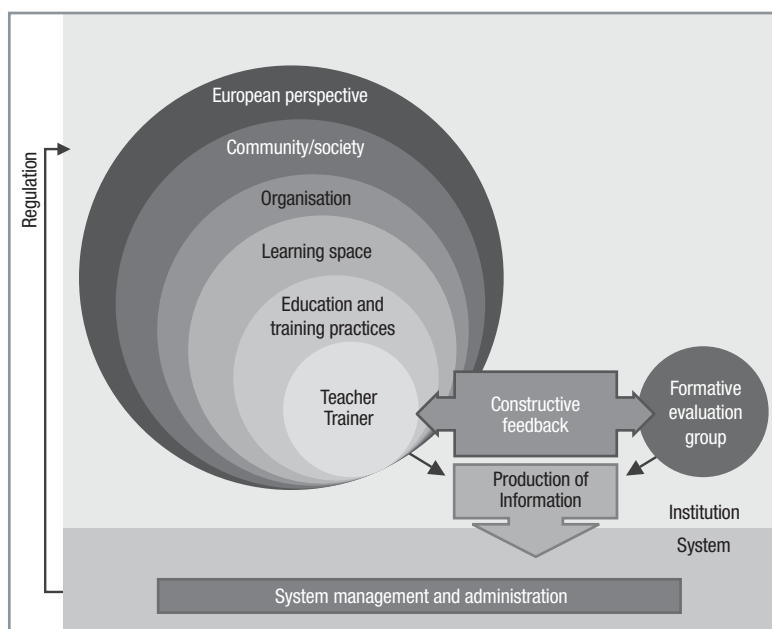 European perspective
Community/society
Organisation
Learning space
Education and
training practices
Teacher
Trainer
Constructive
feedback
Formative
evaluation
group
Production of
Information
Institution
System
System management and administration
Regulation